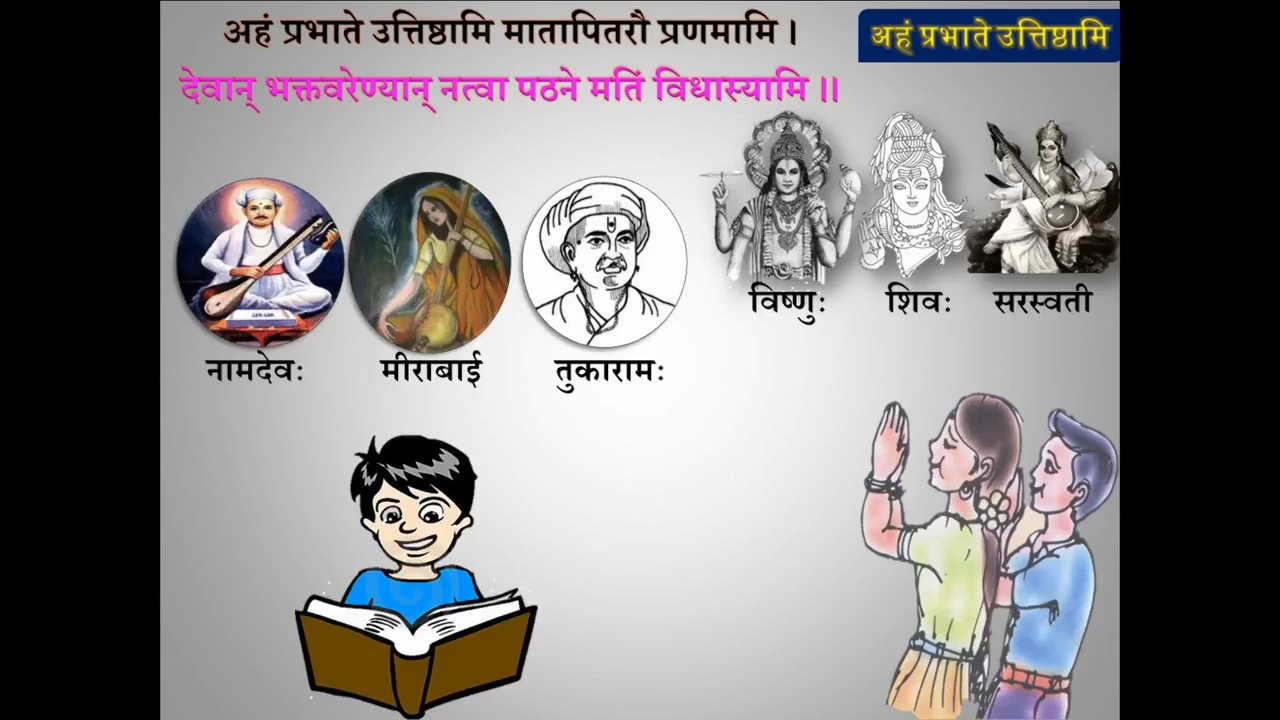 अहं प्रभाते उत्तिष्ठामि मातापितरौ प्रणमामि ।
अहं प्रभाते उत्तिष्ठामि
देवान् भक्तवरेण्यान् नत्वा पठने मतिं विधास्यामि ।।
विष्णुः शिवः सरस्वती
नामदेवः मीराबाई तुकारामः